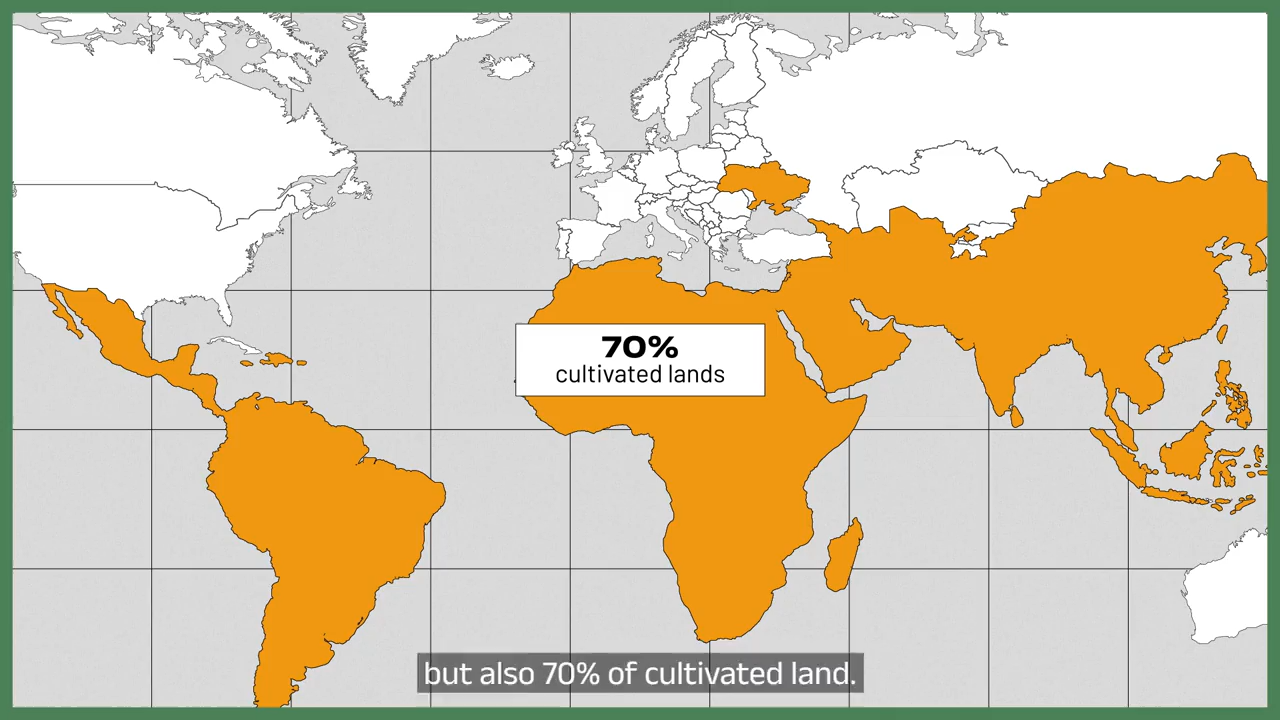 70%
cultivated lands
but also 70% of cultivated land.